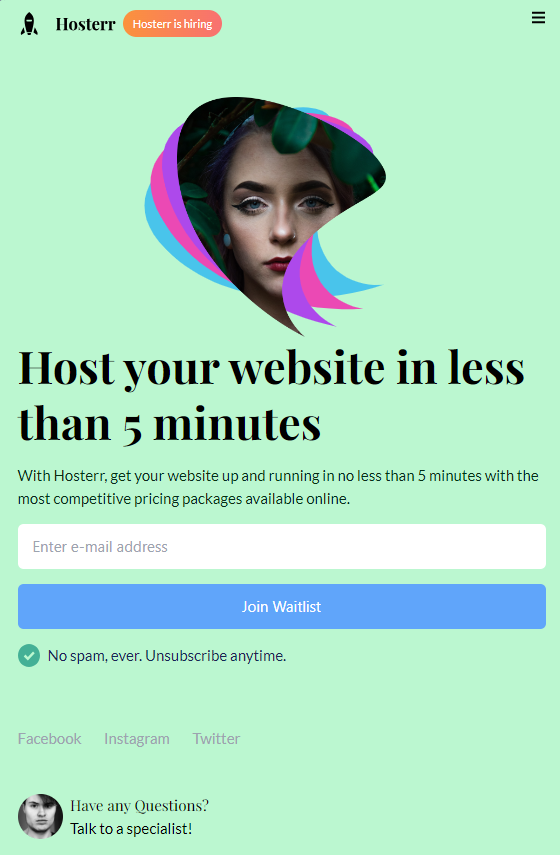 Hosterr
Hosterr is hiring
Host your website in less
than 5 minutes
With Hosterr, get your website up and running in no less than 5 minutes with the
most competitive pricing packages available online.
Enter e-mail address
Join Waitlist
No spam, ever. Unsubscribe anytime.
Facebook Instagram Twitter
Have any Questions?
Talk to a specialist!